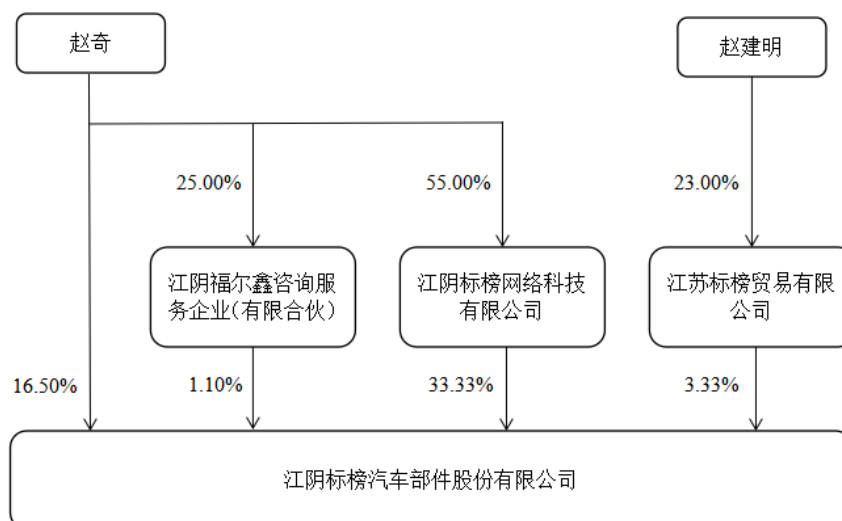 赵奇
赵建明
25.00%
55.00%
23.00%
江阴福尔鑫咨询服
务企业(有限合伙)
江阴标榜网络科技
有限公司
江苏标榜贸易有限
公司
16.50%
1.10%
33.33%
3.33%
江阴标榜汽车部件股份有限公司